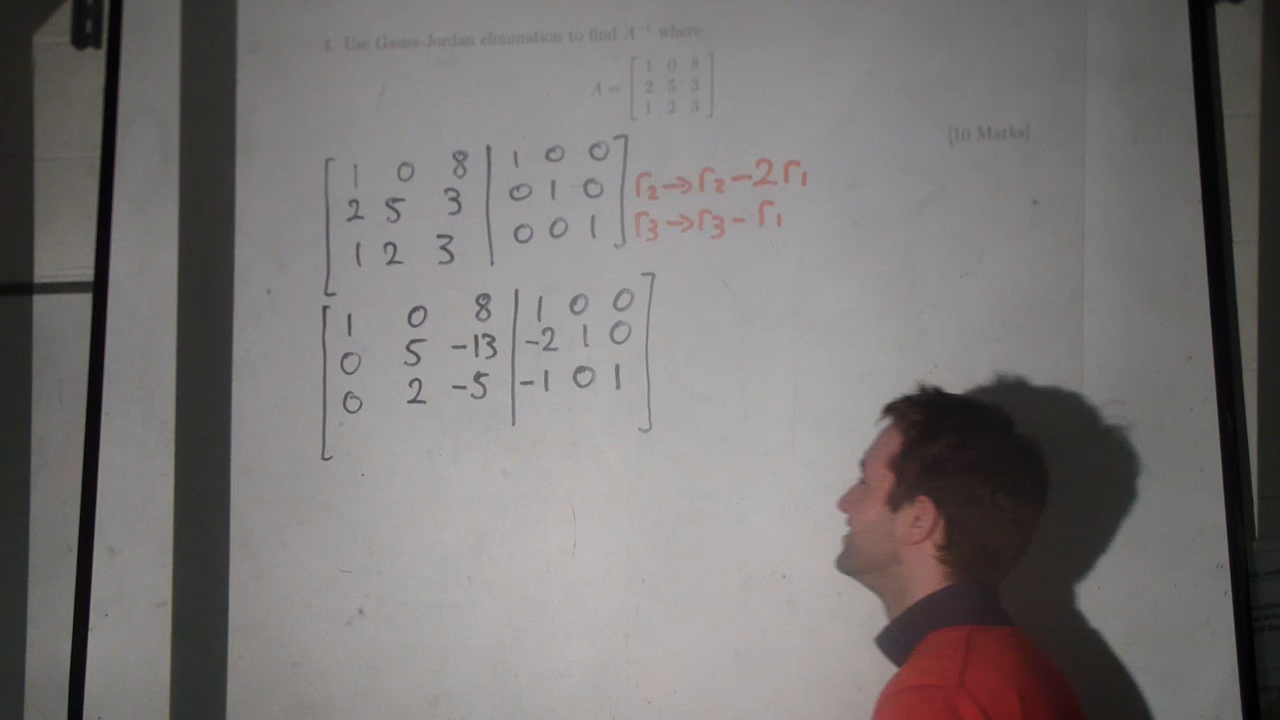 4. Use Gauss-Jordan elimination to find A⁻¹ where
A = [ 1 0 8
2 5 3
1 2 3 ]
[10 Marks]
[ 1 0 8 | 1 0 0 ]
2 5 3 | 0 1 0 r₂→r₂-2r₁
1 2 3 | 0 0 1 r₃→r₃-r₁
[ 1 0 8 | 1 0 0 ]
0 5 -13 | -2 1 0
0 2 -5 | -1 0 1